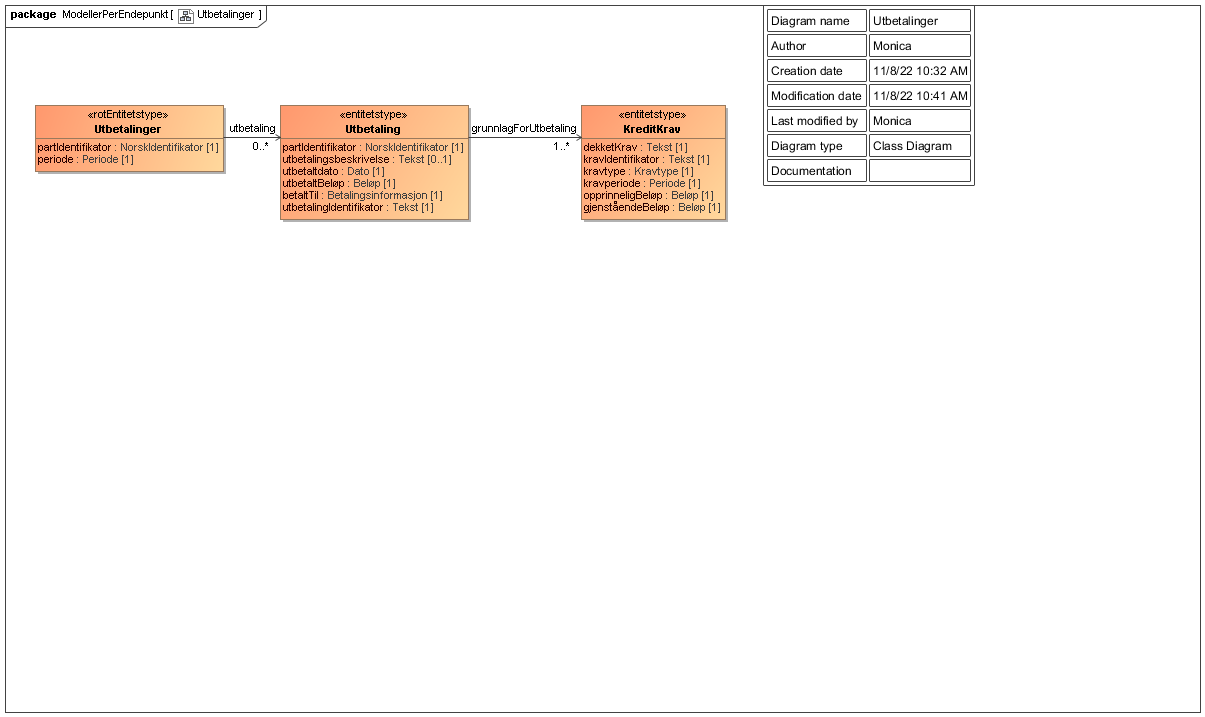 package ModellerPerEndepunkt [ Utbetalinger ]
«rotEntitetstype»
Utbetalinger
partIdentifikator : NorskIdentifikator [1]
periode : Periode [1]
utbetaling
0..*
«entitetstype»
Utbetaling
partIdentifikator : NorskIdentifikator [1]
utbetalingsbeskrivelse : Tekst [0..1]
utbetaltdato : Dato [1]
utbetaltBeløp : Beløp [1]
betaltTil : Betalingsinformasjon [1]
utbetalingIdentifikator : Tekst [1]
grunnlagForUtbetaling
1..*
«entitetstype»
KreditKrav
dekketKrav : Tekst [1]
kravIdentifikator : Tekst [1]
kravtype : Kravtype [1]
kravperiode : Periode [1]
opprinneligBeløp : Beløp [1]
gjenståendeBeløp : Beløp [1]
Diagram name Utbetalinger
Author Monica
Creation date 11/8/22 10:32 AM
Modification date 11/8/22 10:41 AM
Last modified by Monica
Diagram type Class Diagram
Documentation